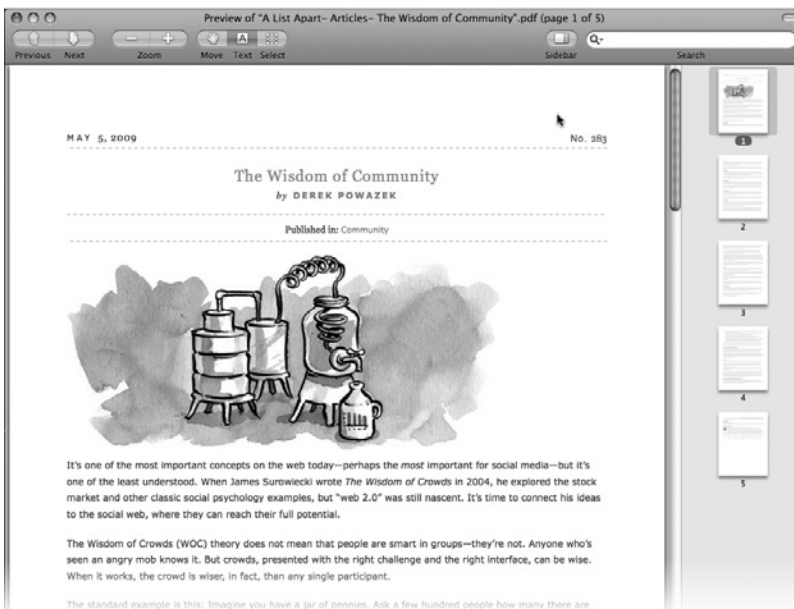 Preview of "A List Apart– Articles– The Wisdom of Community".pdf (page 1 of 5)
Previous Next Zoom Move Text Select Sidebar Search
MAY 5, 2009 No. 283
The Wisdom of Community
by DEREK POWAZEK
Published in: Community
It's one of the most important concepts on the web today—perhaps the most important for social media—but it's
one of the least understood. When James Surowiecki wrote The Wisdom of Crowds in 2004, he explored the stock
market and other classic social psychology examples, but "web 2.0" was still nascent. It's time to connect his ideas
to the social web, where they can reach their full potential.
The Wisdom of Crowds (WOC) theory does not mean that people are smart in groups—they're not. Anyone who's
seen an angry mob knows it. But crowds, presented with the right challenge and the right interface, can be wise.
When it works, the crowd is wiser, in fact, than any single participant.
The standard example is this: Imagine you have a jar of pennies. Ask a few hundred people how many there are
1
2
3
4
5